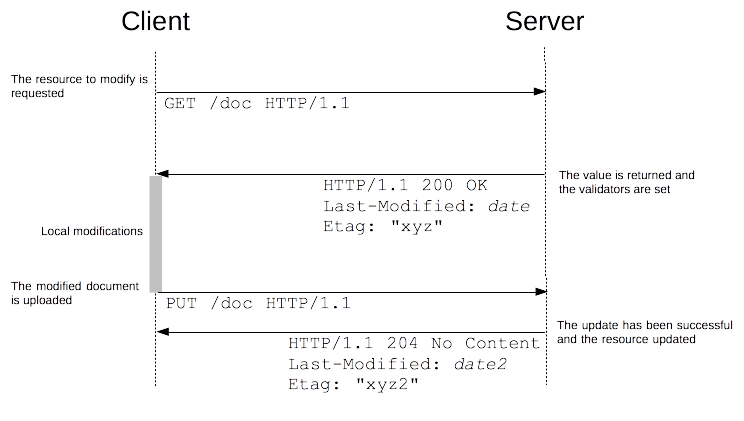 Client
Server
The resource to modify is
requested
GET /doc HTTP/1.1
HTTP/1.1 200 OK
Last-Modified: date
Etag: "xyz"
The value is returned and
the validators are set
Local modifications
The modified document
is uploaded
PUT /doc HTTP/1.1
HTTP/1.1 204 No Content
Last-Modified: date2
Etag: "xyz2"
The update has been successful
and the resource updated